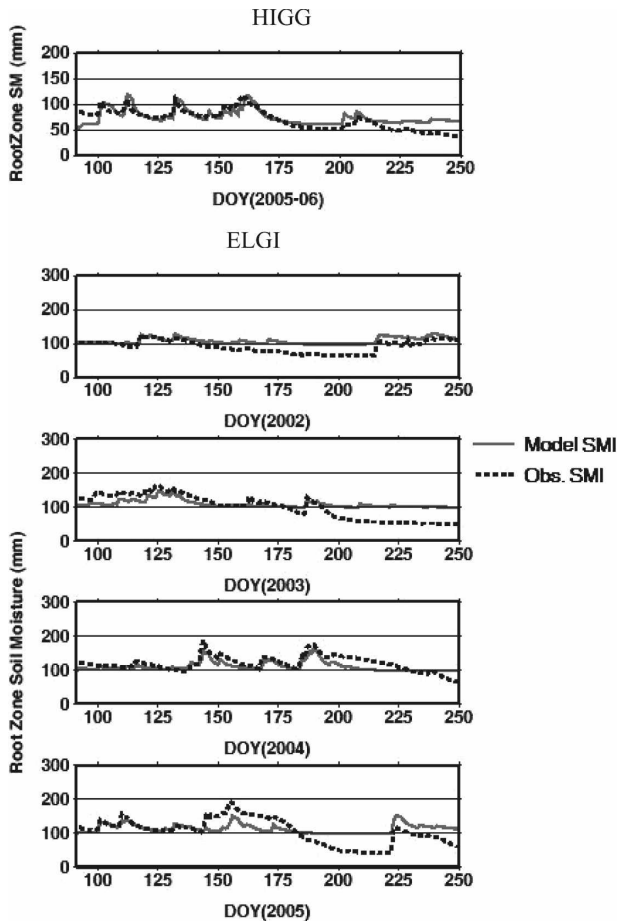 HIGG
RootZone SM (mm)
200
150
100
50
0
100 125 150 175 200 225 250
DOY(2005-06)
ELGI
Root Zone Soil Moisture (mm)
300
200
100
0
100 125 150 175 200 225 250
DOY(2002)
300
200
100
0
100 125 150 175 200 225 250
DOY(2003)
Model SMI
Obs. SMI
300
200
100
0
100 125 150 175 200 225 250
DOY(2004)
300
200
100
0
100 125 150 175 200 225 250
DOY(2005)